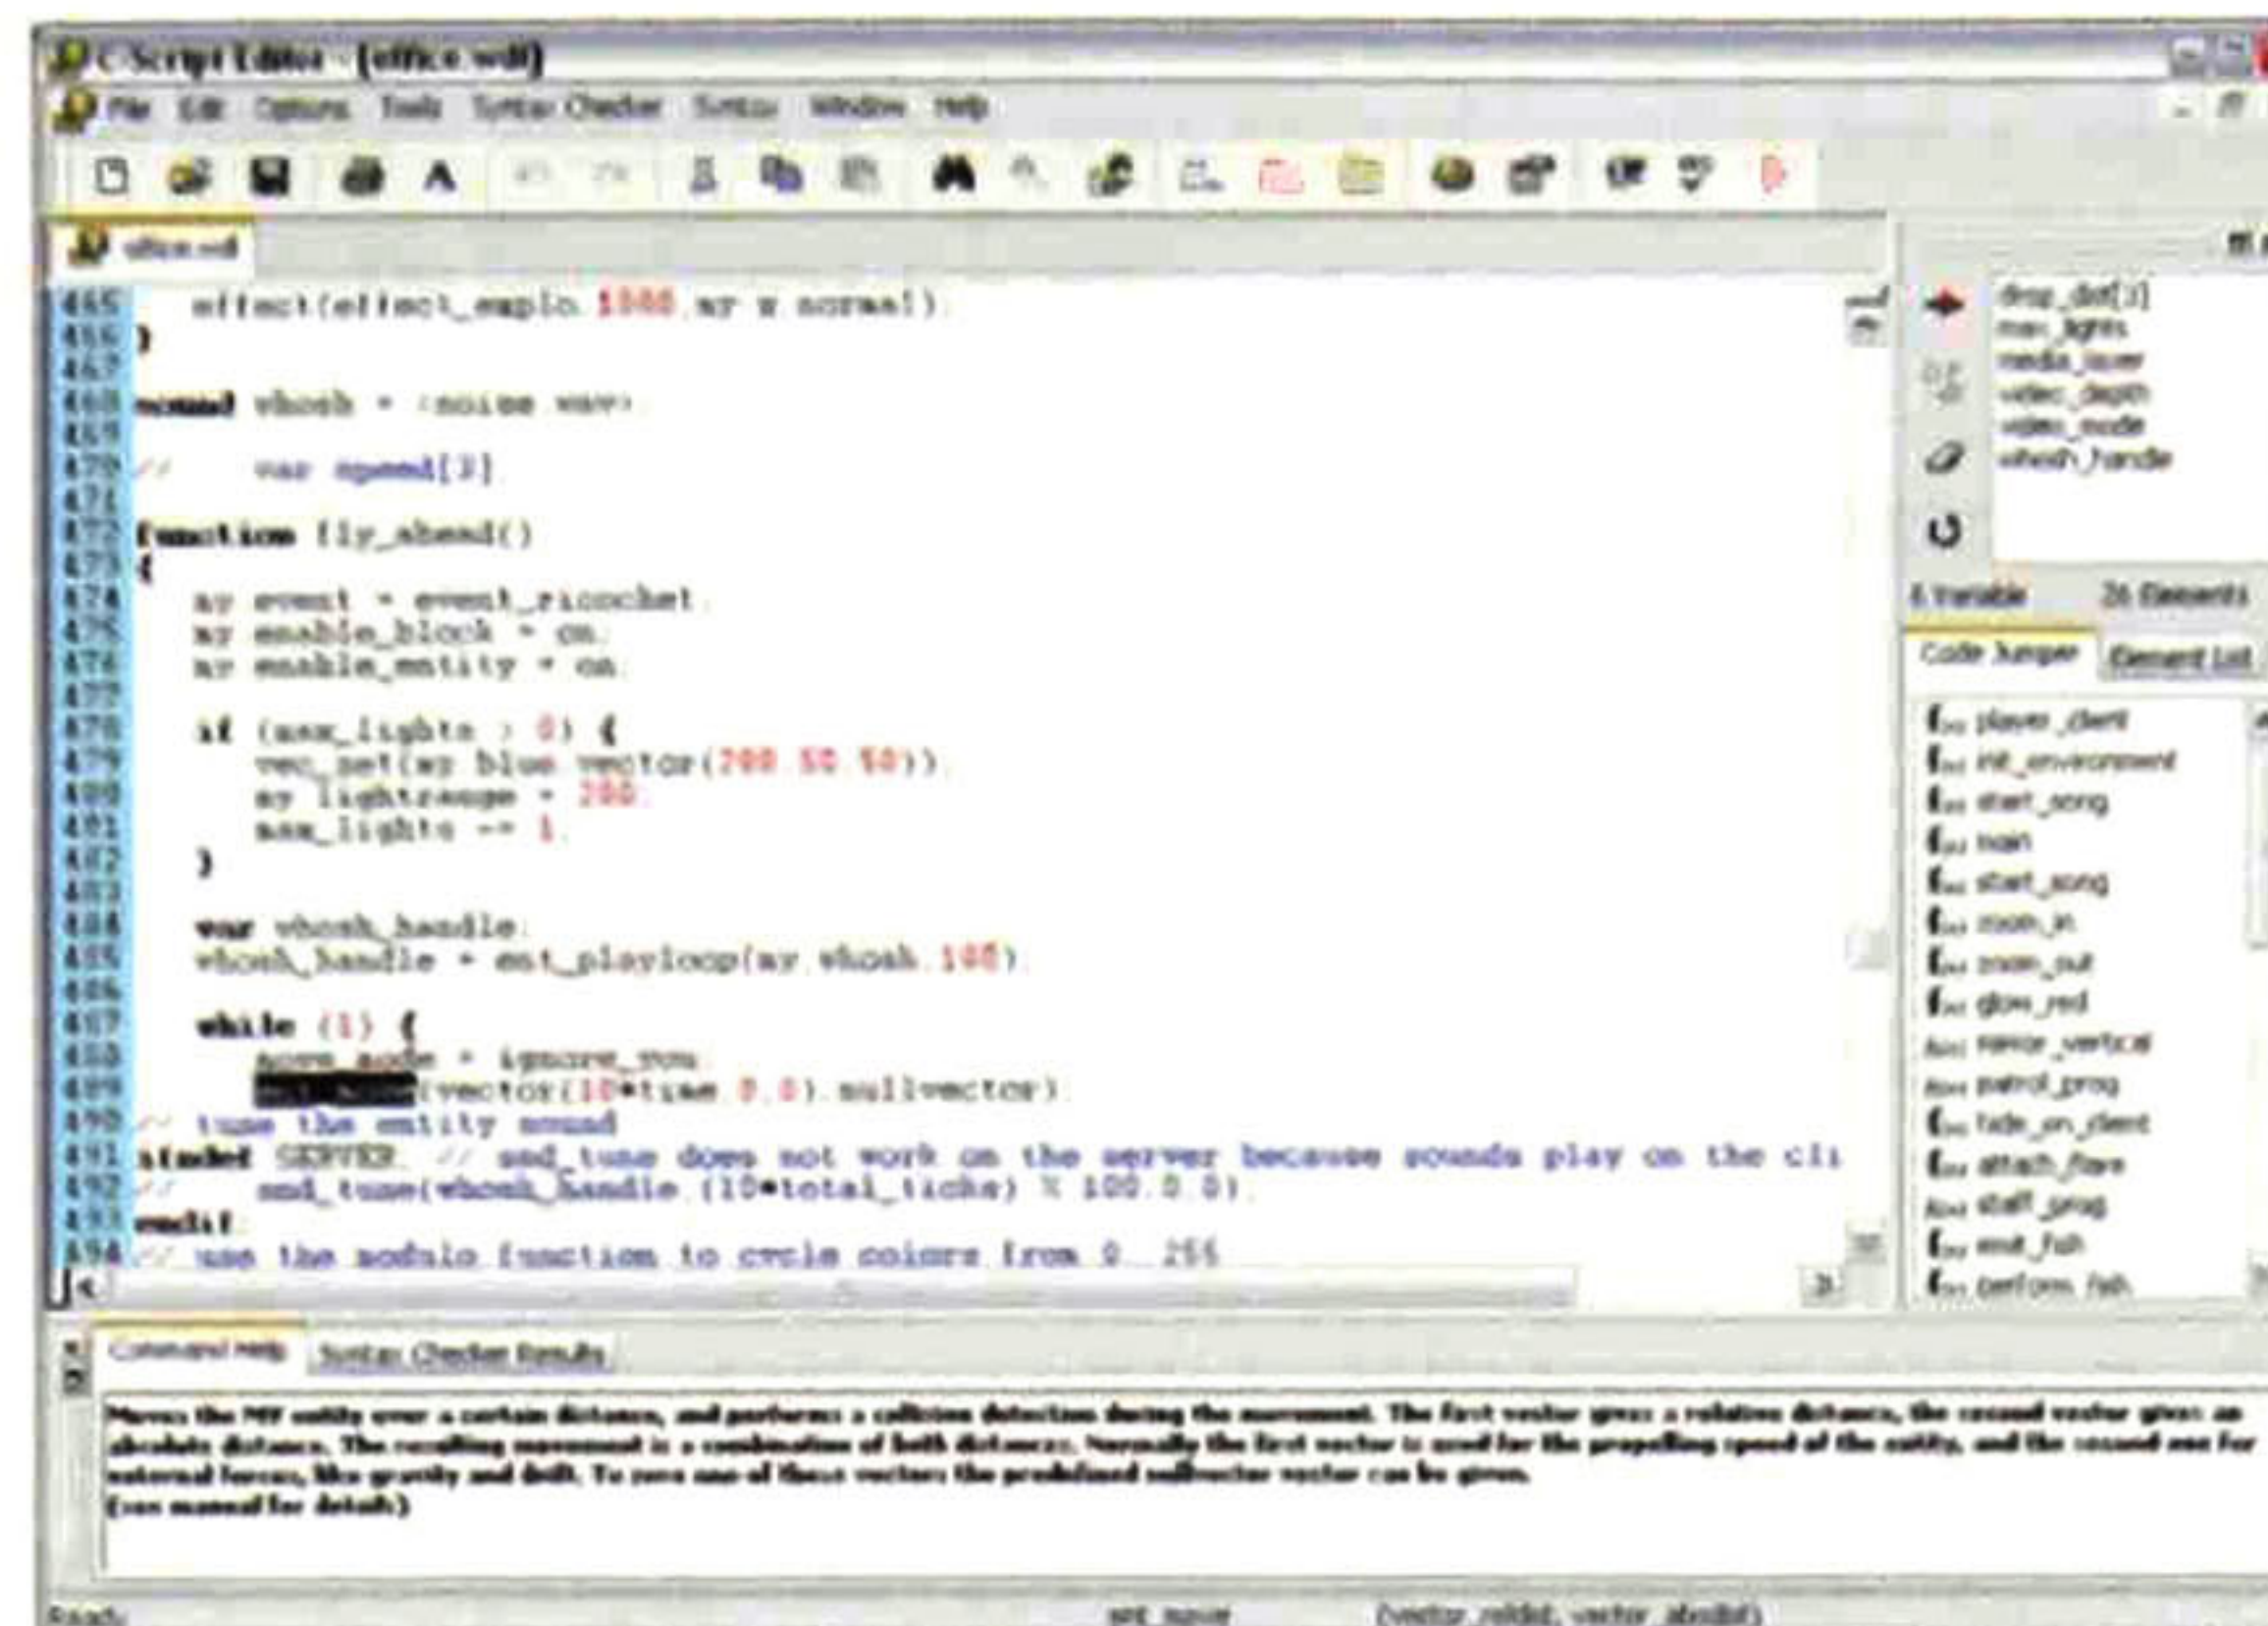 C-Script Editor - [office.wdl]
File Edit Options Tools Syntax Checker Syntax Window Help
office.wdl
465 effect(effect_explo,1000,my.x,normal);
466 }
467
468 sound whosh = <noise.wav>;
469
470 // var speed[3];
471
472 function fly_ahead()
473 {
474 my.event = event_ricochet;
475 my.enable_block = on;
476 my.enable_entity = on;
477
478 if (max_lights > 0) {
479 vec_set(my.blue,vector(200,50,50));
480 my.lightrange = 200;
481 max_lights -= 1;
482 }
483
484 var whosh_handle;
485 whosh_handle = ent_playloop(my,whosh,100);
486
487 while (1) {
488 move_mode = ignore_you;
489 ent_move(vector(10*time,0,0),nullvector);
490 // tune the entity sound
491 ifndef SERVER; // snd_tune does not work on the server because sounds play on the cli
492 // snd_tune(whosh_handle,(10*total_ticks) % 100,0,0);
493 endif;
494 // use the modulo function to cycle colors from 0..255
drop_dist[3]
max_lights
media_layer
video_depth
video_mode
whosh_handle
6 Variable 26 Elements
Code Jumper Element List
player_client
init_environment
start_song
main
start_song
zoom_in
zoom_out
glow_red
mirror_vertical
patrol_prog
hide_on_client
attach_flare
staff_prog
emit_fish
perform_fish
Command Help Syntax Checker Results
Moves the MY entity over a certain distance, and performs a collision detection during the movement. The first vector gives a relative distance, the second vector gives an
absolute distance. The resulting movement is a combination of both distances. Normally the first vector is used for the propelling speed of the entity, and the second one for
external forces, like gravity and drift. To zero one of these vectors the predefined nullvector vector can be given.
(see manual for details)
Ready ent_move (vector_reldist, vector_absdist)